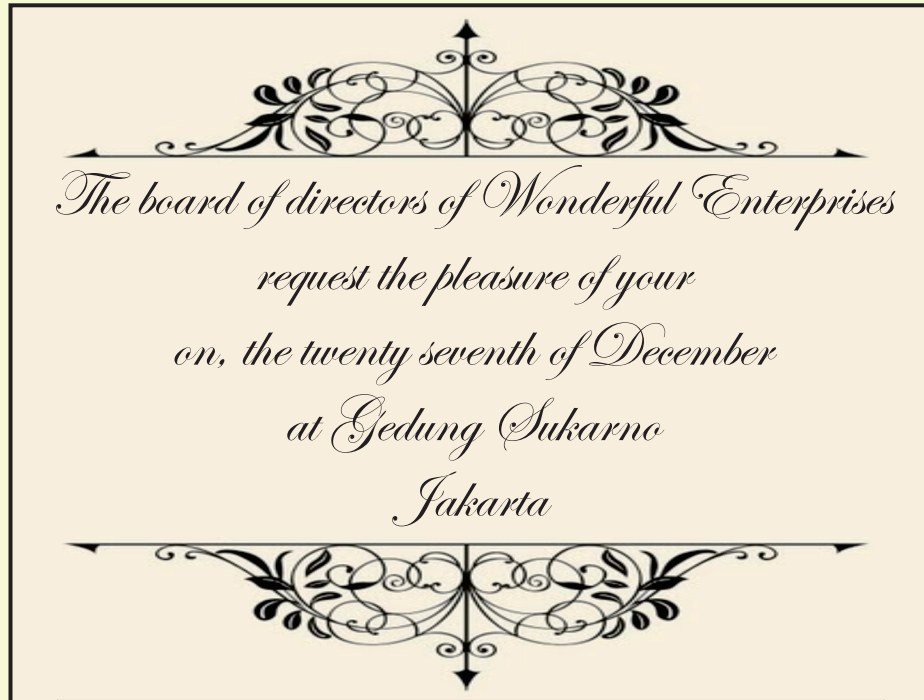 The board of directors of Wonderful Enterprises
request the pleasure of your
on, the twenty seventh of December
at Gedung Sukarno
Jakarta